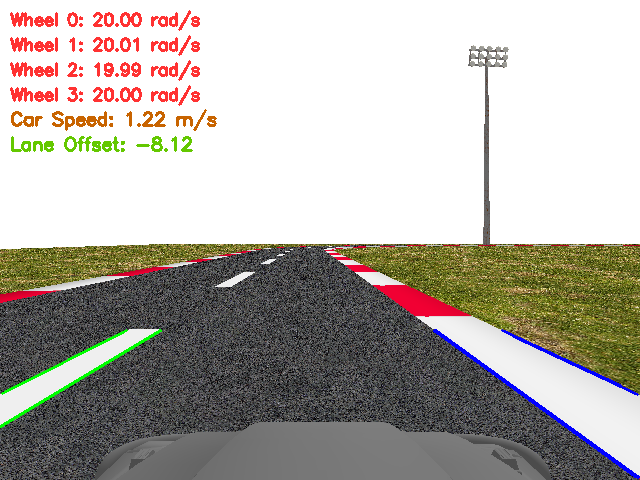 Wheel 0: 20.00 rad/s
Wheel 1: 20.01 rad/s
Wheel 2: 19.99 rad/s
Wheel 3: 20.00 rad/s
Car Speed: 1.22 m/s
Lane Offset: -8.12